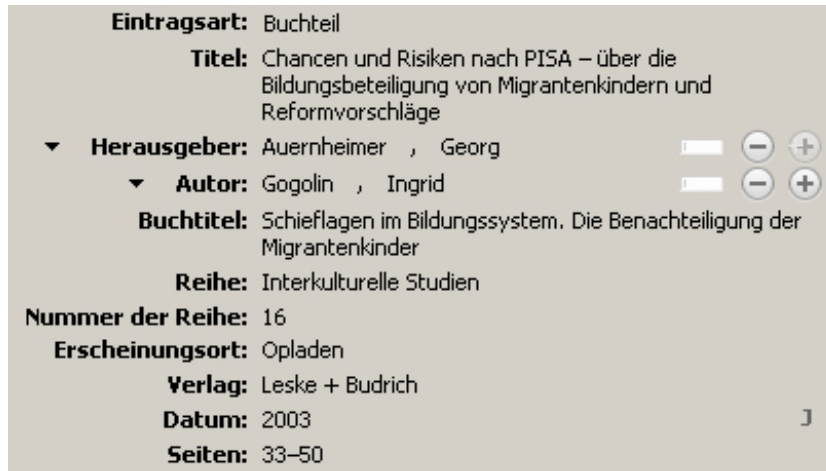 Eintragsart: Buchteil
Titel: Chancen und Risiken nach PISA – über die
Bildungsbeteiligung von Migrantenkindern und
Reformvorschläge
Herausgeber: Auernheimer , Georg
Autor: Gogolin , Ingrid
Buchtitel: Schieflagen im Bildungssystem. Die Benachteiligung der
Migrantenkinder
Reihe: Interkulturelle Studien
Nummer der Reihe: 16
Erscheinungsort: Opladen
Verlag: Leske + Budrich
Datum: 2003 J
Seiten: 33–50